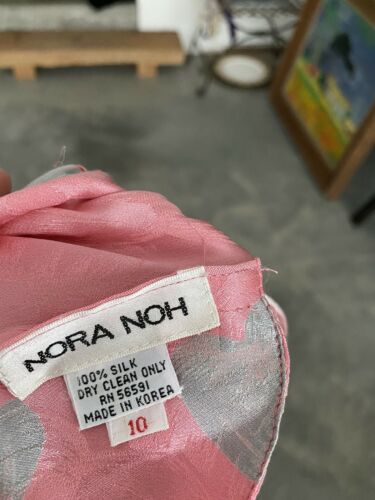 NORA NOH
100% SILK
DRY CLEAN ONLY
RN 56591
MADE IN KOREA
10